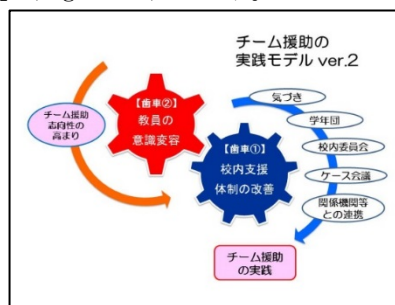 チーム援助の
実践モデル ver.2
気づき
学年団
校内委員会
ケース会議
関係機関等
との連携
【歯車②】
教員の
意識変容
チーム援助
志向性の
高まり
【歯車①】
校内支援
体制の改善
チーム援助
の実践